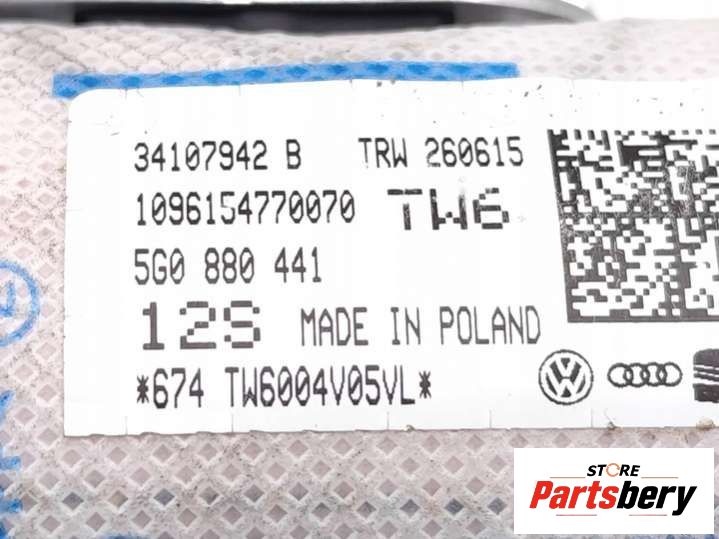 34107942 B TRW 260615
1096154770070 TW6
5G0 880 441
12S MADE IN POLAND
*674 TW6004V05VL*
STORE
Partsbery